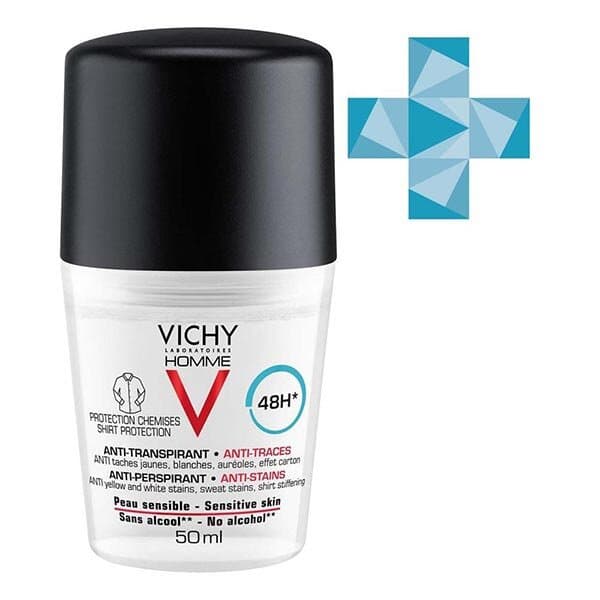 VICHY
LABORATOIRES
HOMME
V
48H*
PROTECTION CHEMISES
SHIRT PROTECTION
ANTI-TRANSPIRANT • ANTI-TRACES
ANTI taches jaunes, blanches, auréoles, effet carton
ANTI-PERSPIRANT • ANTI-STAINS
ANTI yellow and white stains, sweat stains, shirt stiffening
Peau sensible - Sensitive skin
Sans alcool** - No alcohol**
50ml